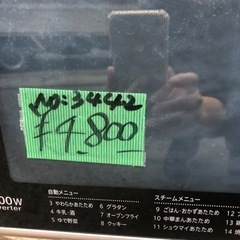 No:3442
¥4,800
00W
自動メニュー
スチームメニュー
3 やわらかあたため
4 牛乳・酒
5 ゆで野菜
6 グラタン
7 オーブンフライ
8 クッキー
9 ごはん・おかずあたため
10 中華まんあたため
11 シュウマイあたため
12
13
14